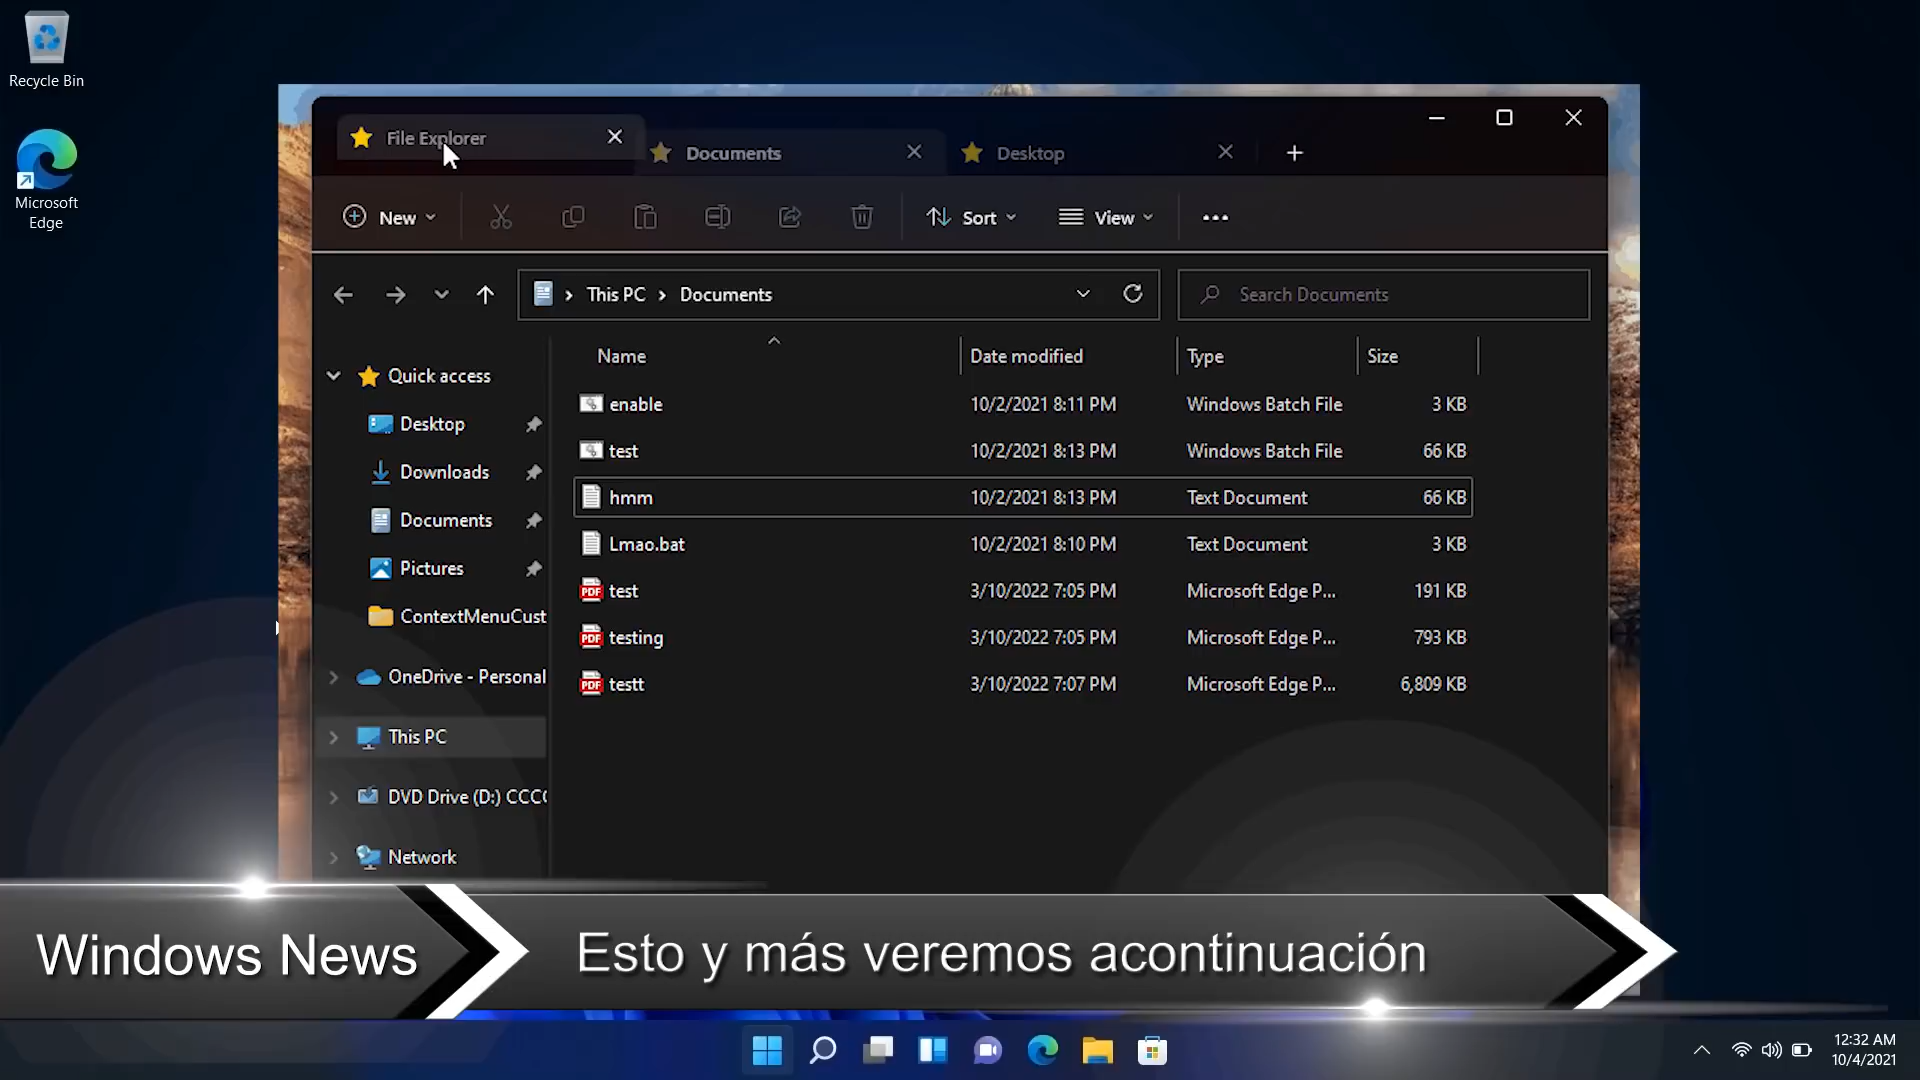 Recycle Bin
Microsoft
Edge
File Explorer
Documents
Desktop
New
Sort
View
This PC
Documents
Search Documents
Name
Date modified
Type
Size
Quick access
Desktop
Downloads
Documents
Pictures
ContextMenuCust
OneDrive - Personal
This PC
DVD Drive (D:) CCC
Network
enable 10/2/2021 8:11 PM Windows Batch File 3 KB
test 10/2/2021 8:13 PM Windows Batch File 66 KB
hmm 10/2/2021 8:13 PM Text Document 66 KB
Lmao.bat 10/2/2021 8:10 PM Text Document 3 KB
PDF test 3/10/2022 7:05 PM Microsoft Edge P... 191 KB
PDF testing 3/10/2022 7:05 PM Microsoft Edge P... 793 KB
PDF testt 3/10/2022 7:07 PM Microsoft Edge P... 6,809 KB
Windows News
Esto y más veremos acontinuación
12:32 AM
10/4/2021